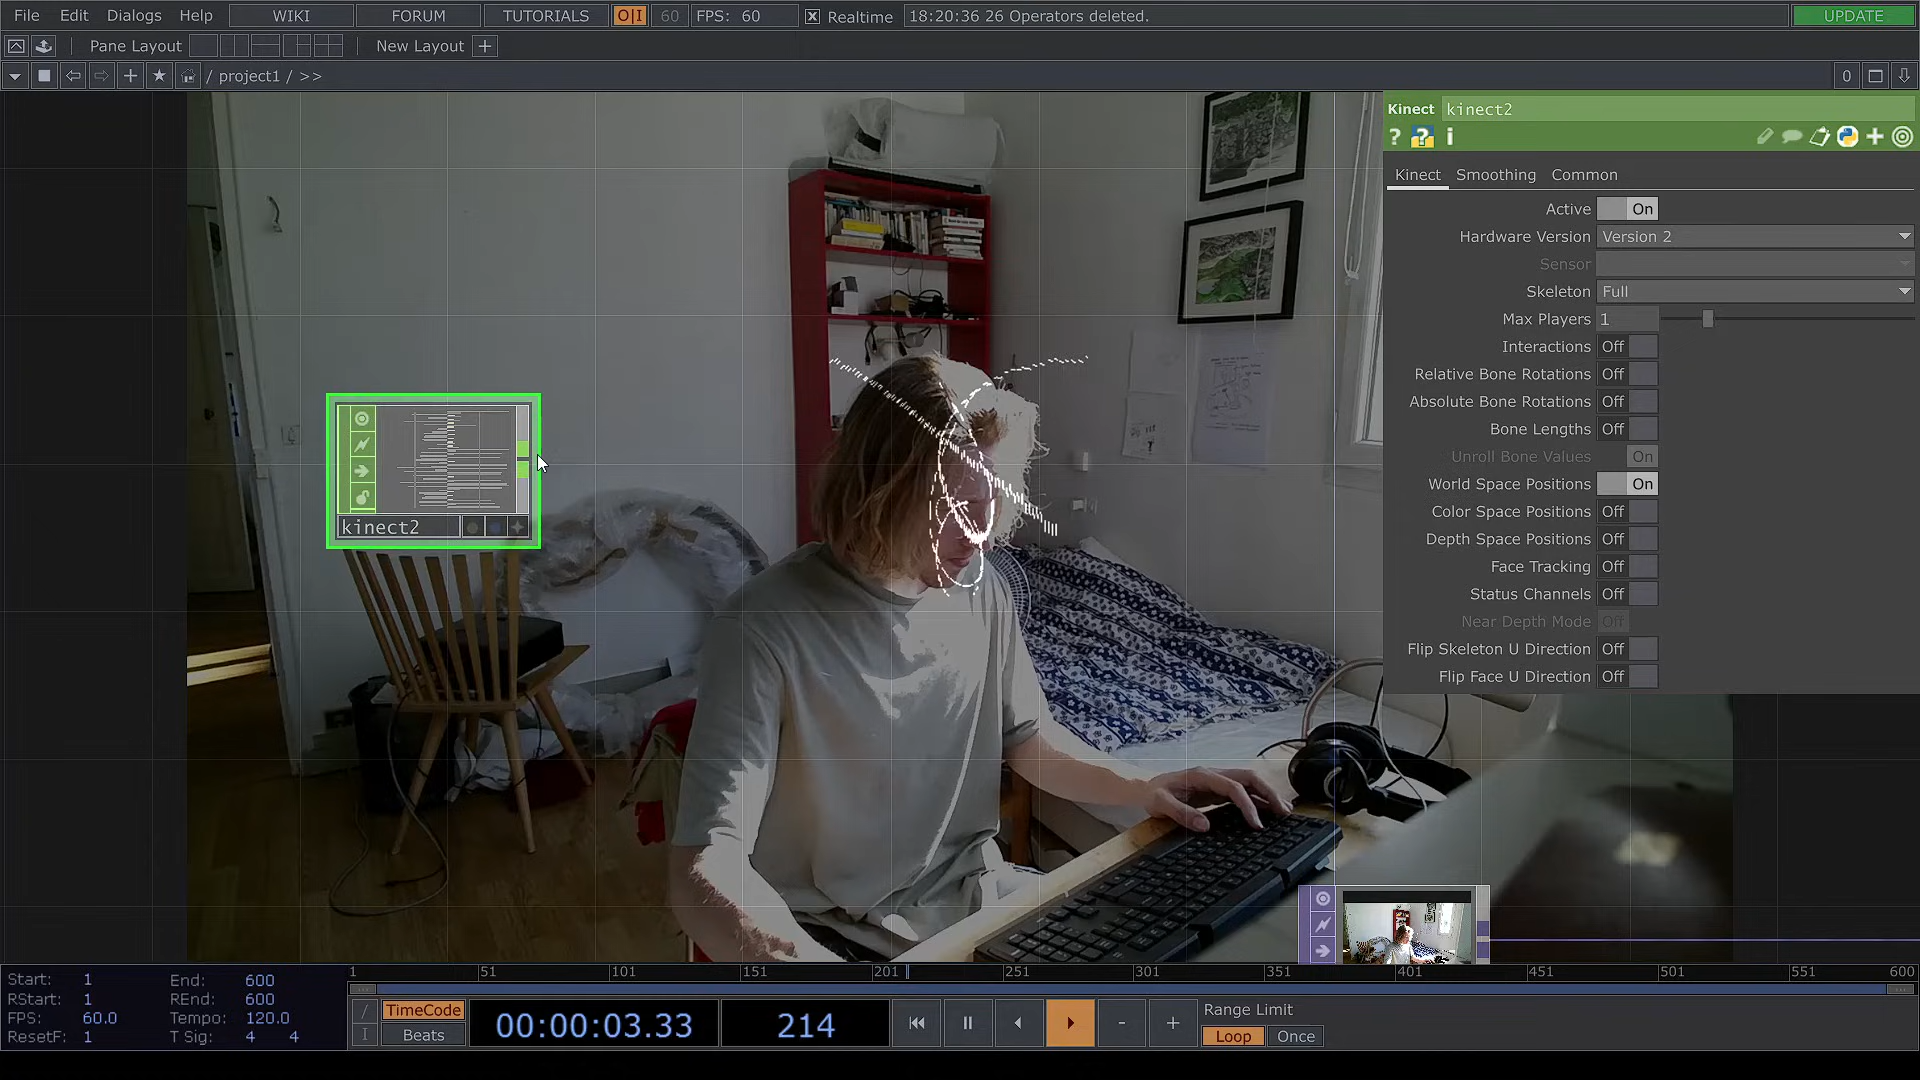 File Edit Dialogs Help WIKI FORUM TUTORIALS O|I 60 FPS: 60 X Realtime 18:20:36 26 Operators deleted. UPDATE
Pane Layout New Layout +
/ project1 / >> 0
Kinect kinect2
? ? i
Kinect Smoothing Common
Active On
Hardware Version Version 2
Sensor
Skeleton Full
Max Players 1
Interactions Off
Relative Bone Rotations Off
Absolute Bone Rotations Off
Bone Lengths Off
Unroll Bone Values On
World Space Positions On
Color Space Positions Off
Depth Space Positions Off
Face Tracking Off
Status Channels Off
Near Depth Mode Off
Flip Skeleton U Direction Off
Flip Face U Direction Off
kinect2
1 51 101 151 201 251 301 351 401 451 501 551 600
Start: 1 End: 600
RStart: 1 REnd: 600
FPS: 60.0 Tempo: 120.0
ResetF: 1 T Sig: 4 4
/ TimeCode
I Beats
00:00:03.33 214
- +
Range Limit
Loop Once